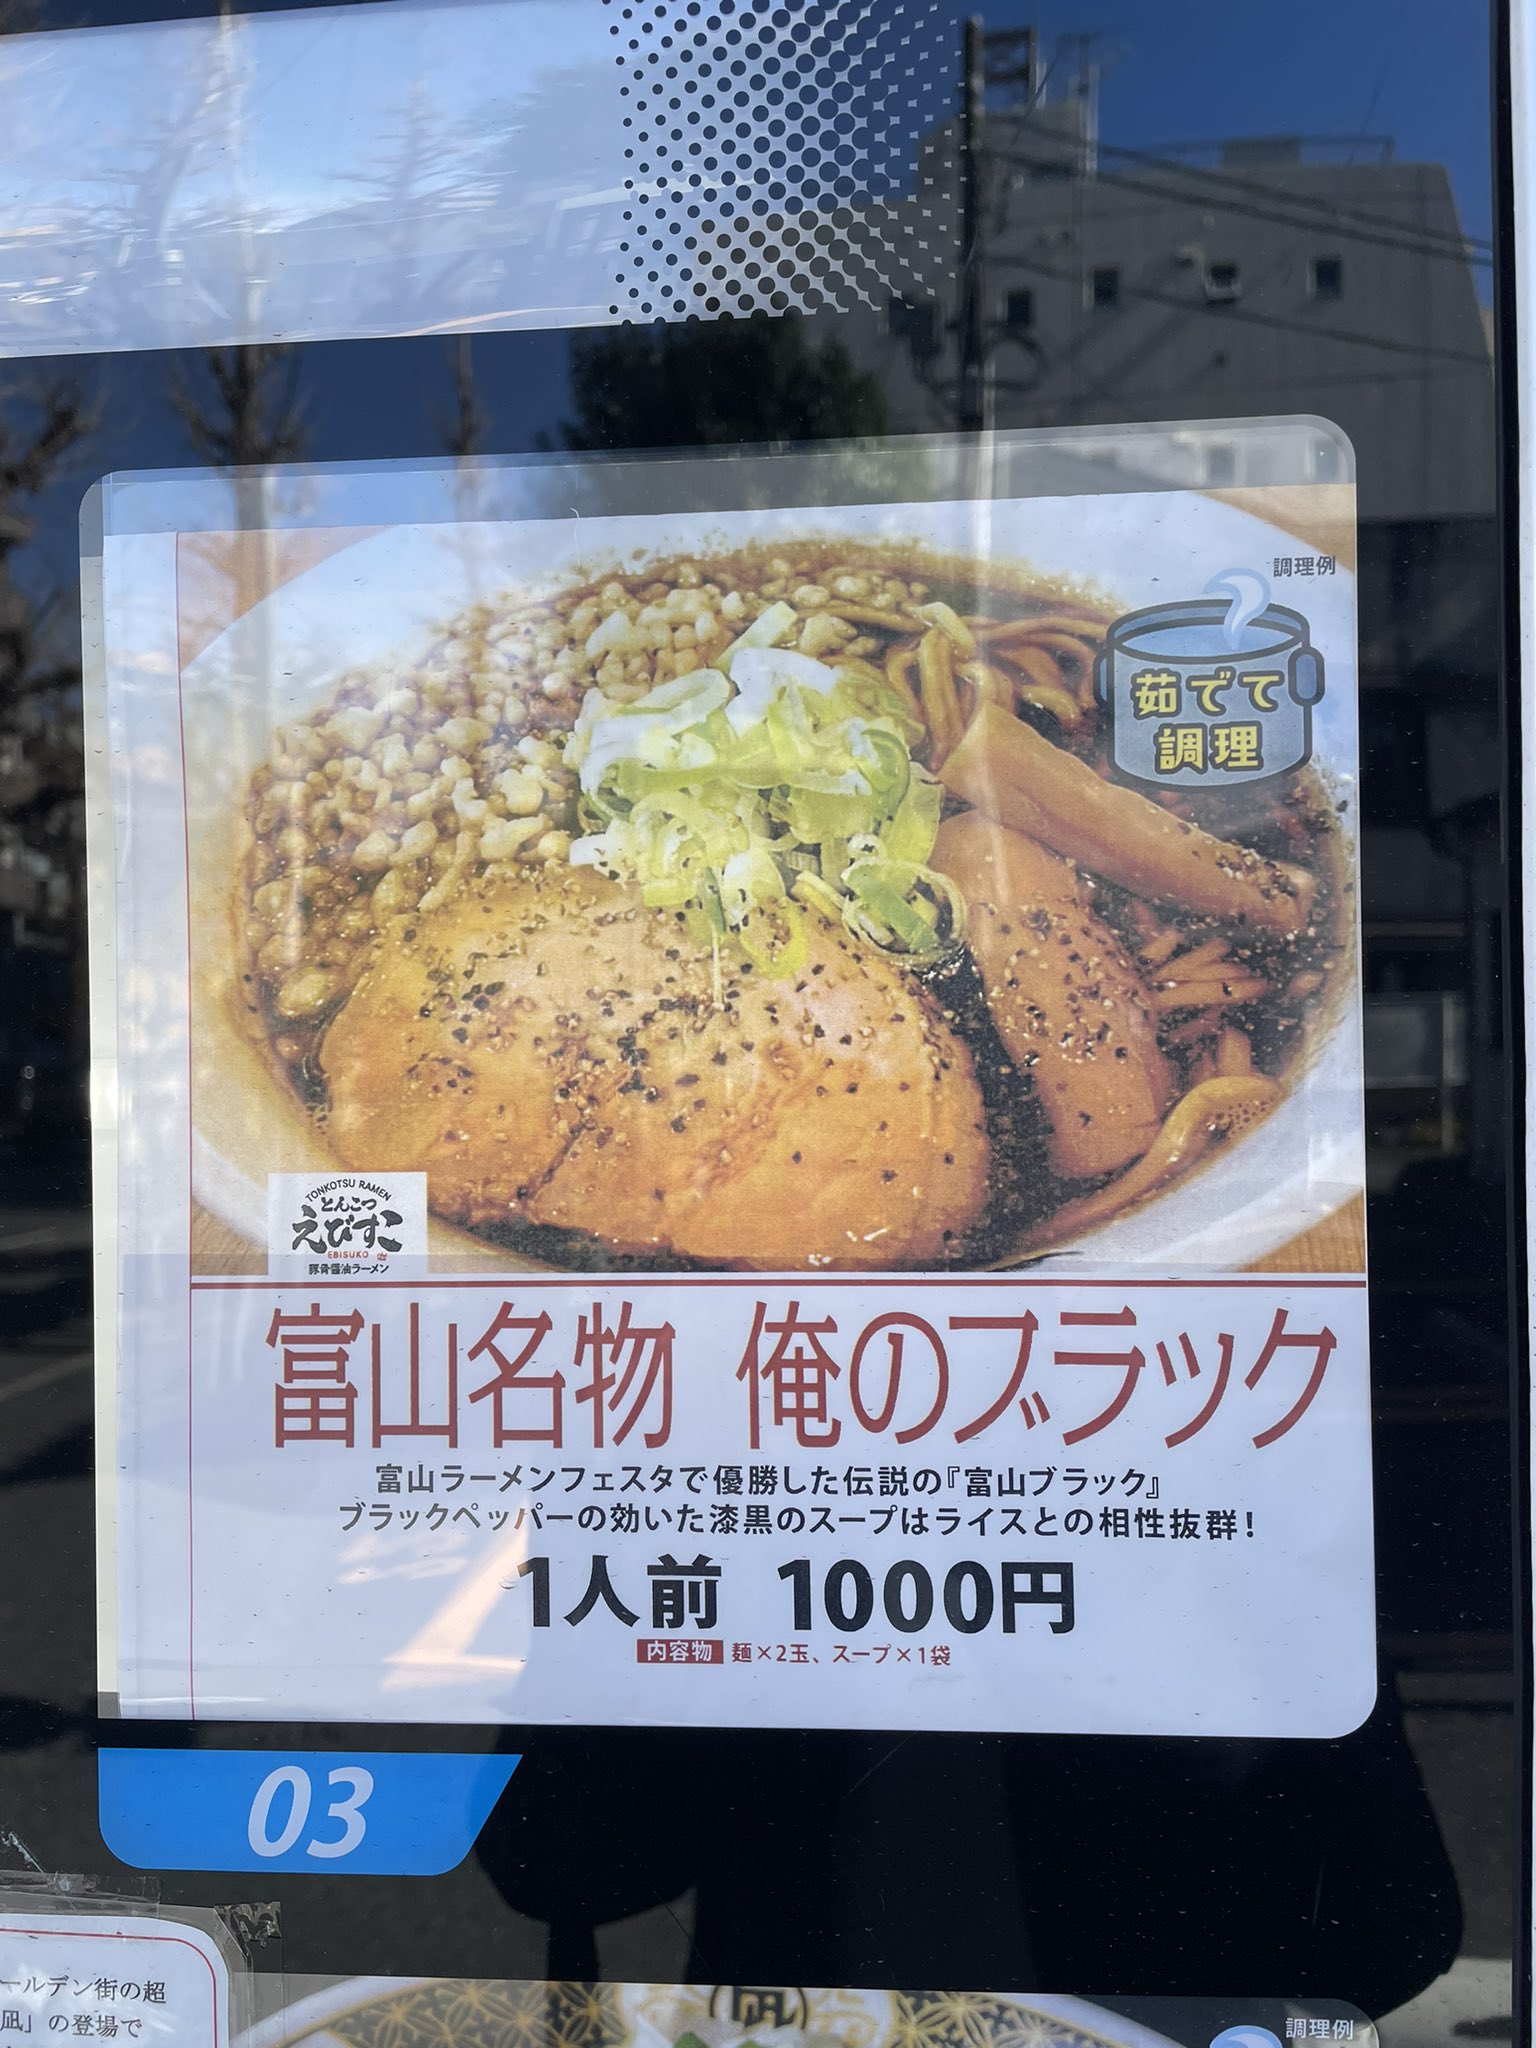 調理例
茹でて
調理
TONKOTSU RAMEN
とんこつ
えびすこ
EBISUKO
豚骨醤油ラーメン
富山名物 俺のブラック
富山ラーメンフェスタで優勝した伝説の『富山ブラック』
ブラックペッパーの効いた漆黒のスープはライスとの相性抜群!
1人前 1000円
内容物 麺×2玉、スープ×1袋
03
ールデン街の超
凪」の登場で
凪
調理例